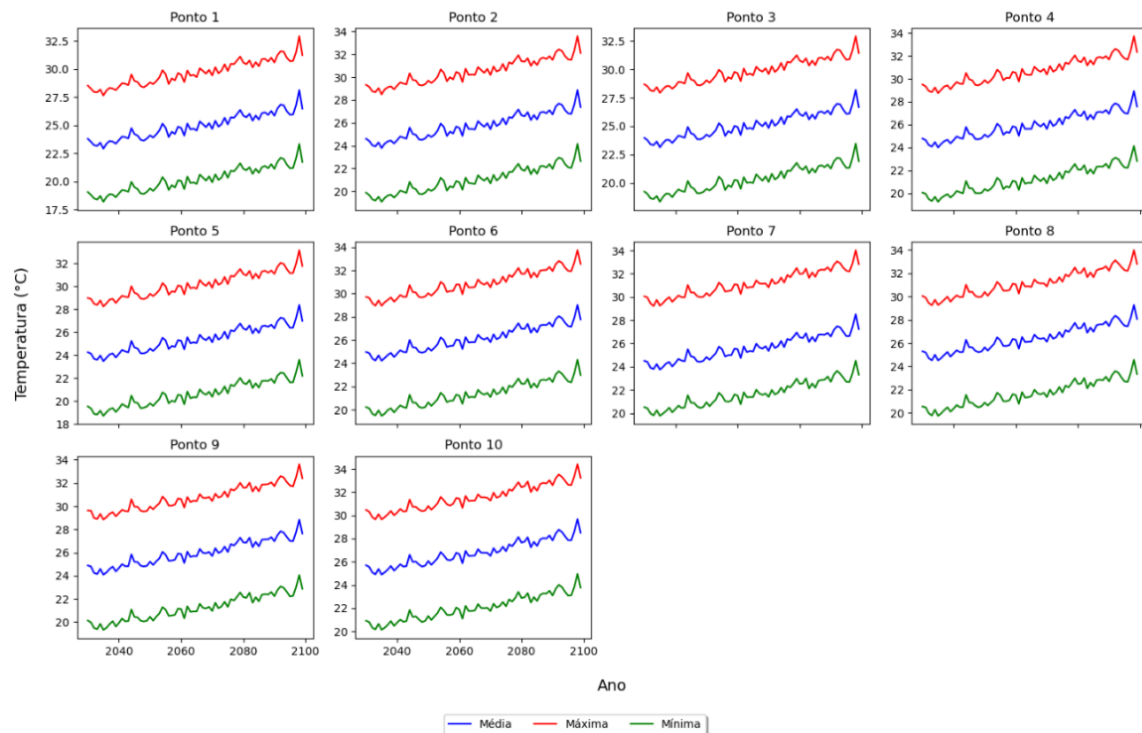 Ponto 1 Ponto 2 Ponto 3 Ponto 4
32.5 30.0 27.5 25.0 22.5 20.0 17.5
34 32 30 28 26 24 22 20
32.5 30.0 27.5 25.0 22.5 20.0
34 32 30 28 26 24 22 20
Ponto 5 Ponto 6 Ponto 7 Ponto 8
32 30 28 26 24 22 20 18
34 32 30 28 26 24 22 20
34 32 30 28 26 24 22 20
34 32 30 28 26 24 22 20
Temperatura (°C)
Ponto 9 Ponto 10
34 32 30 28 26 24 22 20
34 32 30 28 26 24 22 20
2040 2060 2080 2100 2040 2060 2080 2100
Ano
Média Máxima Mínima